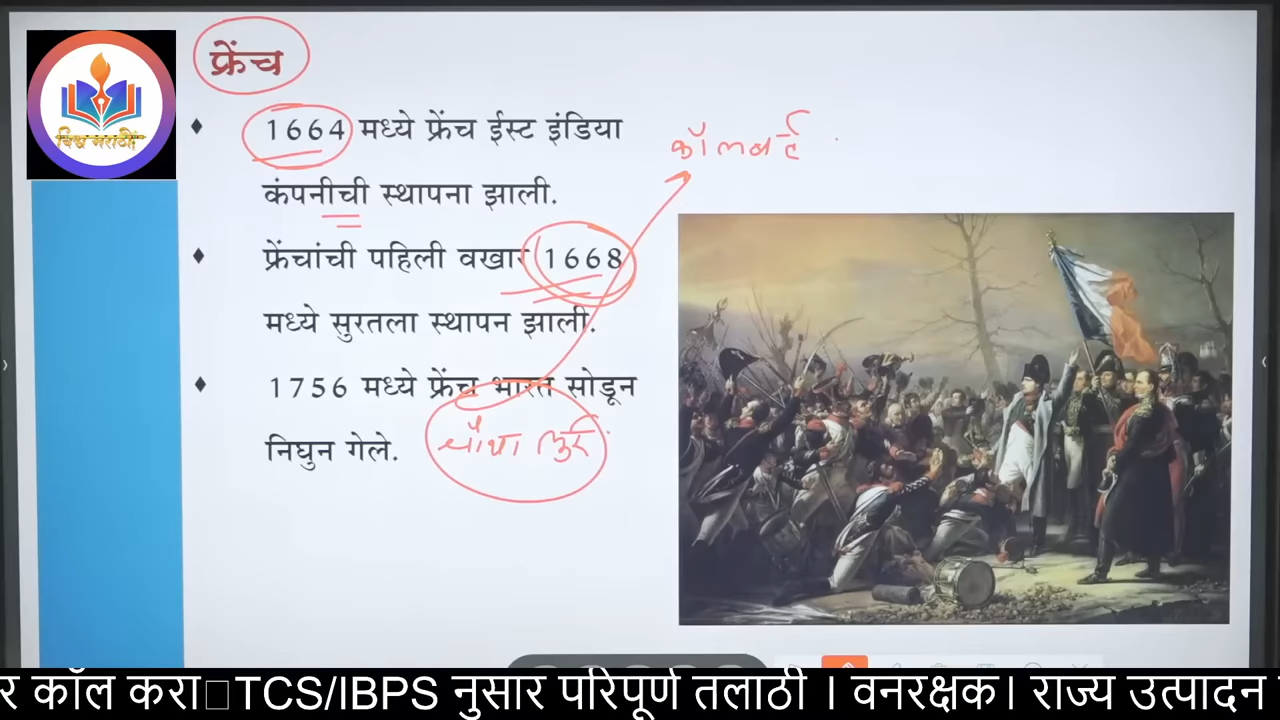 फ्रेंच
विश्व मराठी
1664 मध्ये फ्रेंच ईस्ट इंडिया
कॉलबर्ट
कंपनीची स्थापना झाली.
फ्रेंचांची पहिली वखार 1668
मध्ये सुरतला स्थापन झाली.
1756 मध्ये फ्रेंच भारत सोडून
निघुन गेले.
चौथा लुई
र कॉल करा TCS/IBPS नुसार परिपूर्ण तलाठी । वनरक्षक। राज्य उत्पादन